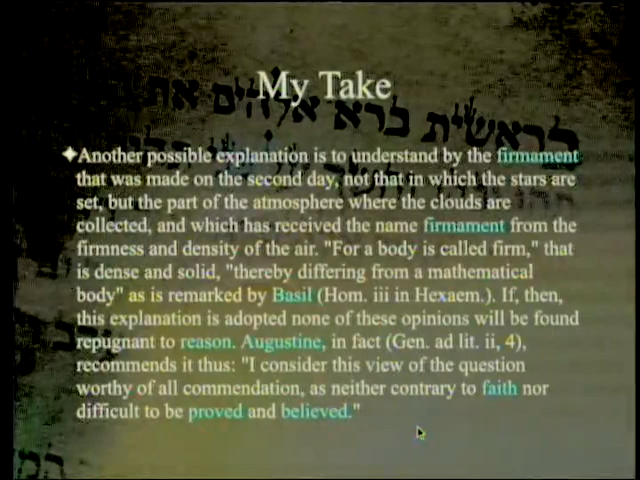 My Take
בראשית ברא אלהים את
✦Another possible explanation is to understand by the firmament
that was made on the second day, not that in which the stars are
set, but the part of the atmosphere where the clouds are
collected, and which has received the name firmament from the
firmness and density of the air. "For a body is called firm," that
is dense and solid, "thereby differing from a mathematical
body" as is remarked by Basil (Hom. iii in Hexaem.). If, then,
this explanation is adopted none of these opinions will be found
repugnant to reason. Augustine, in fact (Gen. ad lit. ii, 4),
recommends it thus: "I consider this view of the question
worthy of all commendation, as neither contrary to faith nor
difficult to be proved and believed."